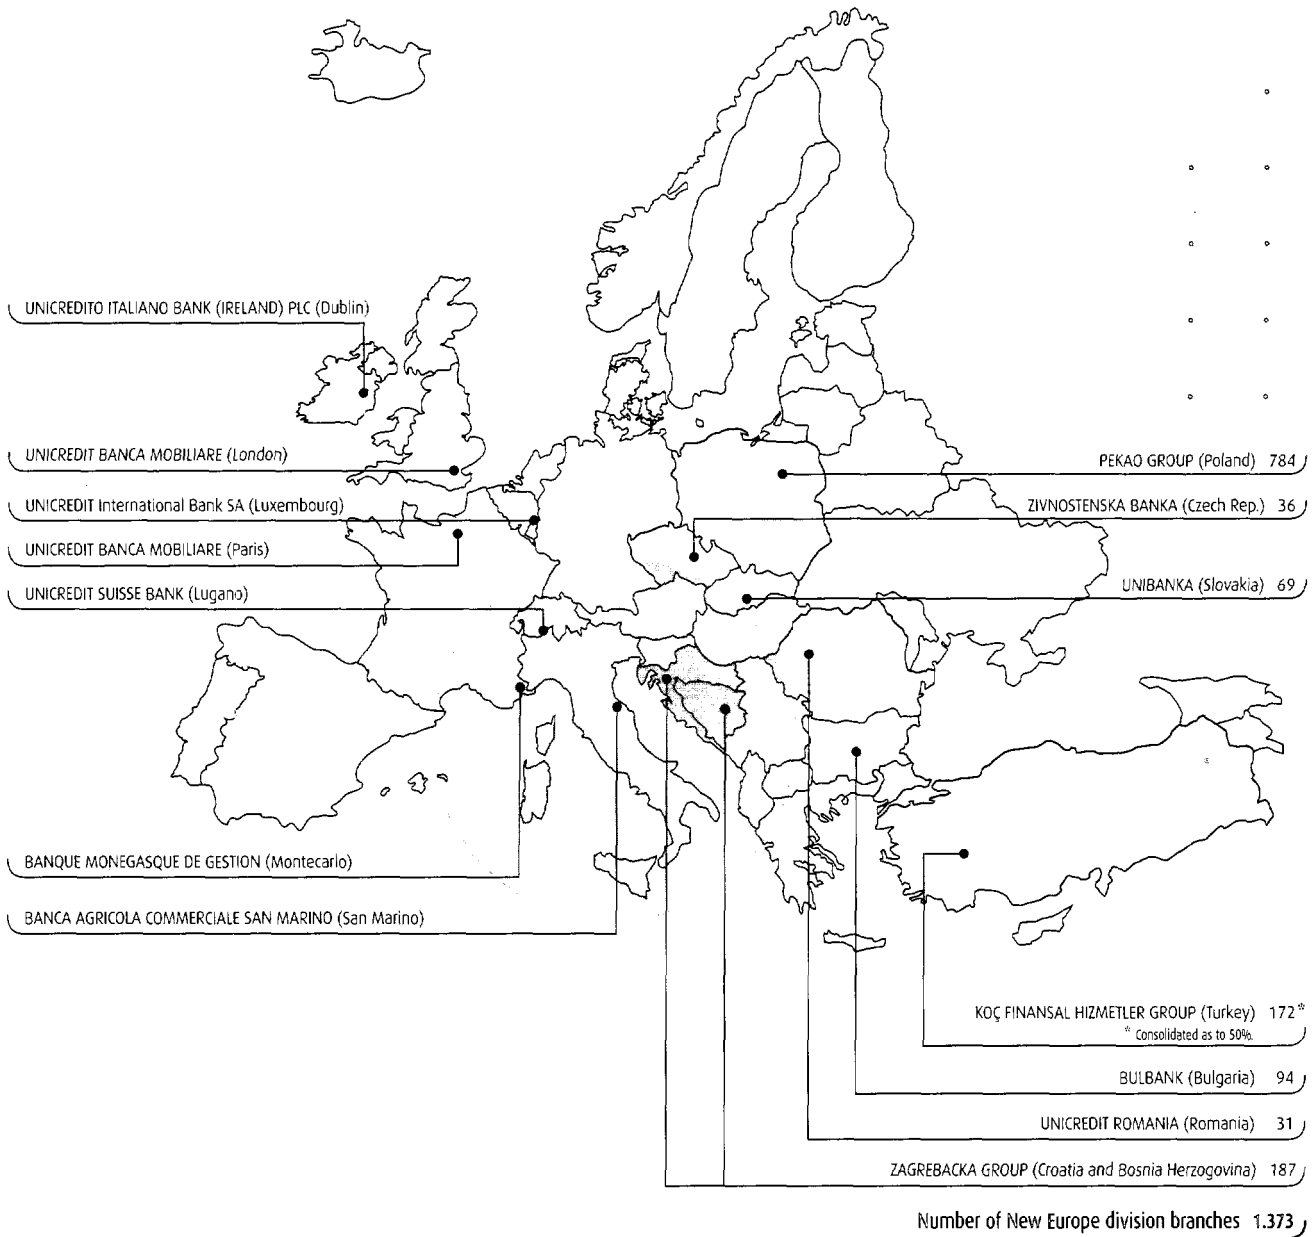 UNICREDITO ITALIANO BANK (IRELAND) PLC (Dublin)
UNICREDIT BANCA MOBILIARE (London)
UNICREDIT International Bank SA (Luxembourg)
UNICREDIT BANCA MOBILIARE (Paris)
UNICREDIT SUISSE BANK (Lugano)
BANQUE MONEGASQUE DE GESTION (Montecarlo)
BANCA AGRICOLA COMMERCIALE SAN MARINO (San Marino)
PEKAO GROUP (Poland) 784
ZIVNOSTENSKA BANKA (Czech Rep.) 36
UNIBANKA (Slovakia) 69
KOÇ FINANSAL HIZMETLER GROUP (Turkey) 172*
* Consolidated as to 50%.
BULBANK (Bulgaria) 94
UNICREDIT ROMANIA (Romania) 31
ZAGREBACKA GROUP (Croatia and Bosnia Herzogovina) 187
Number of New Europe division branches 1.373